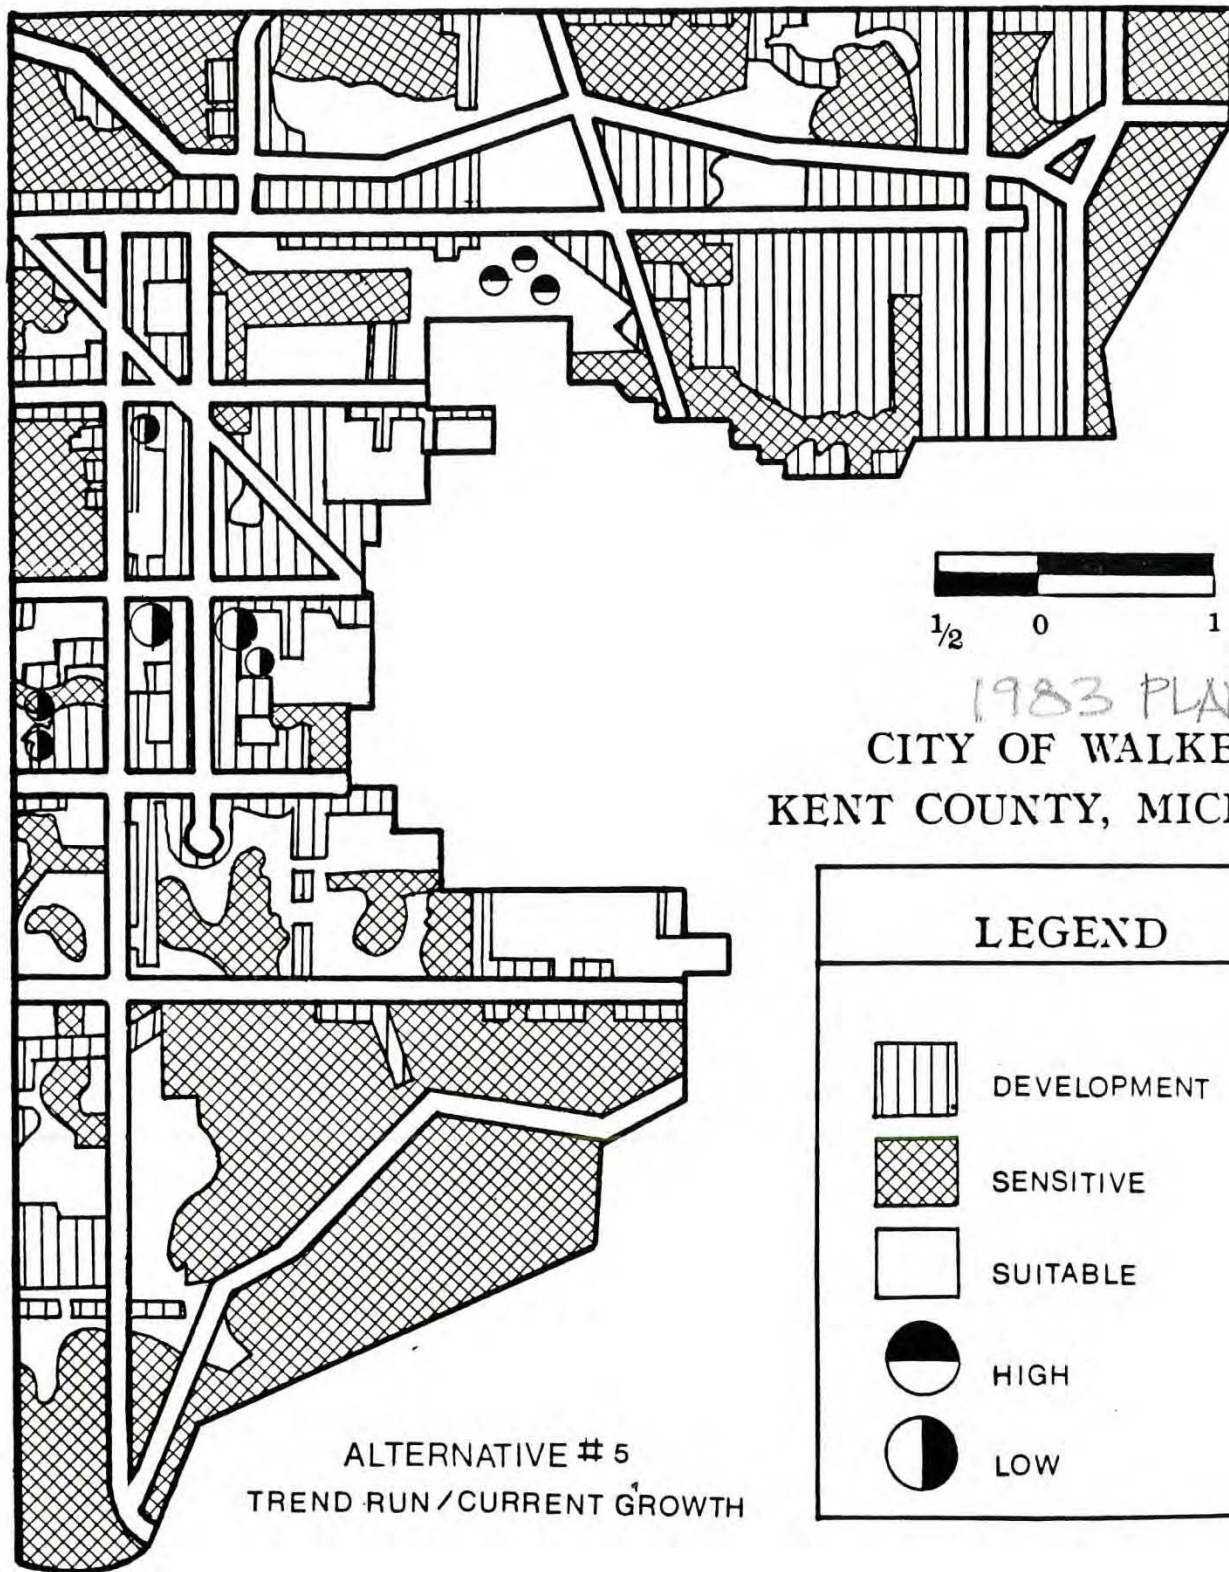 1/2 0 1
1983 PLA
CITY OF WALKE
KENT COUNTY, MIC
LEGEND
DEVELOPMENT
SENSITIVE
SUITABLE
HIGH
LOW
ALTERNATIVE # 5
TREND RUN/CURRENT GROWTH